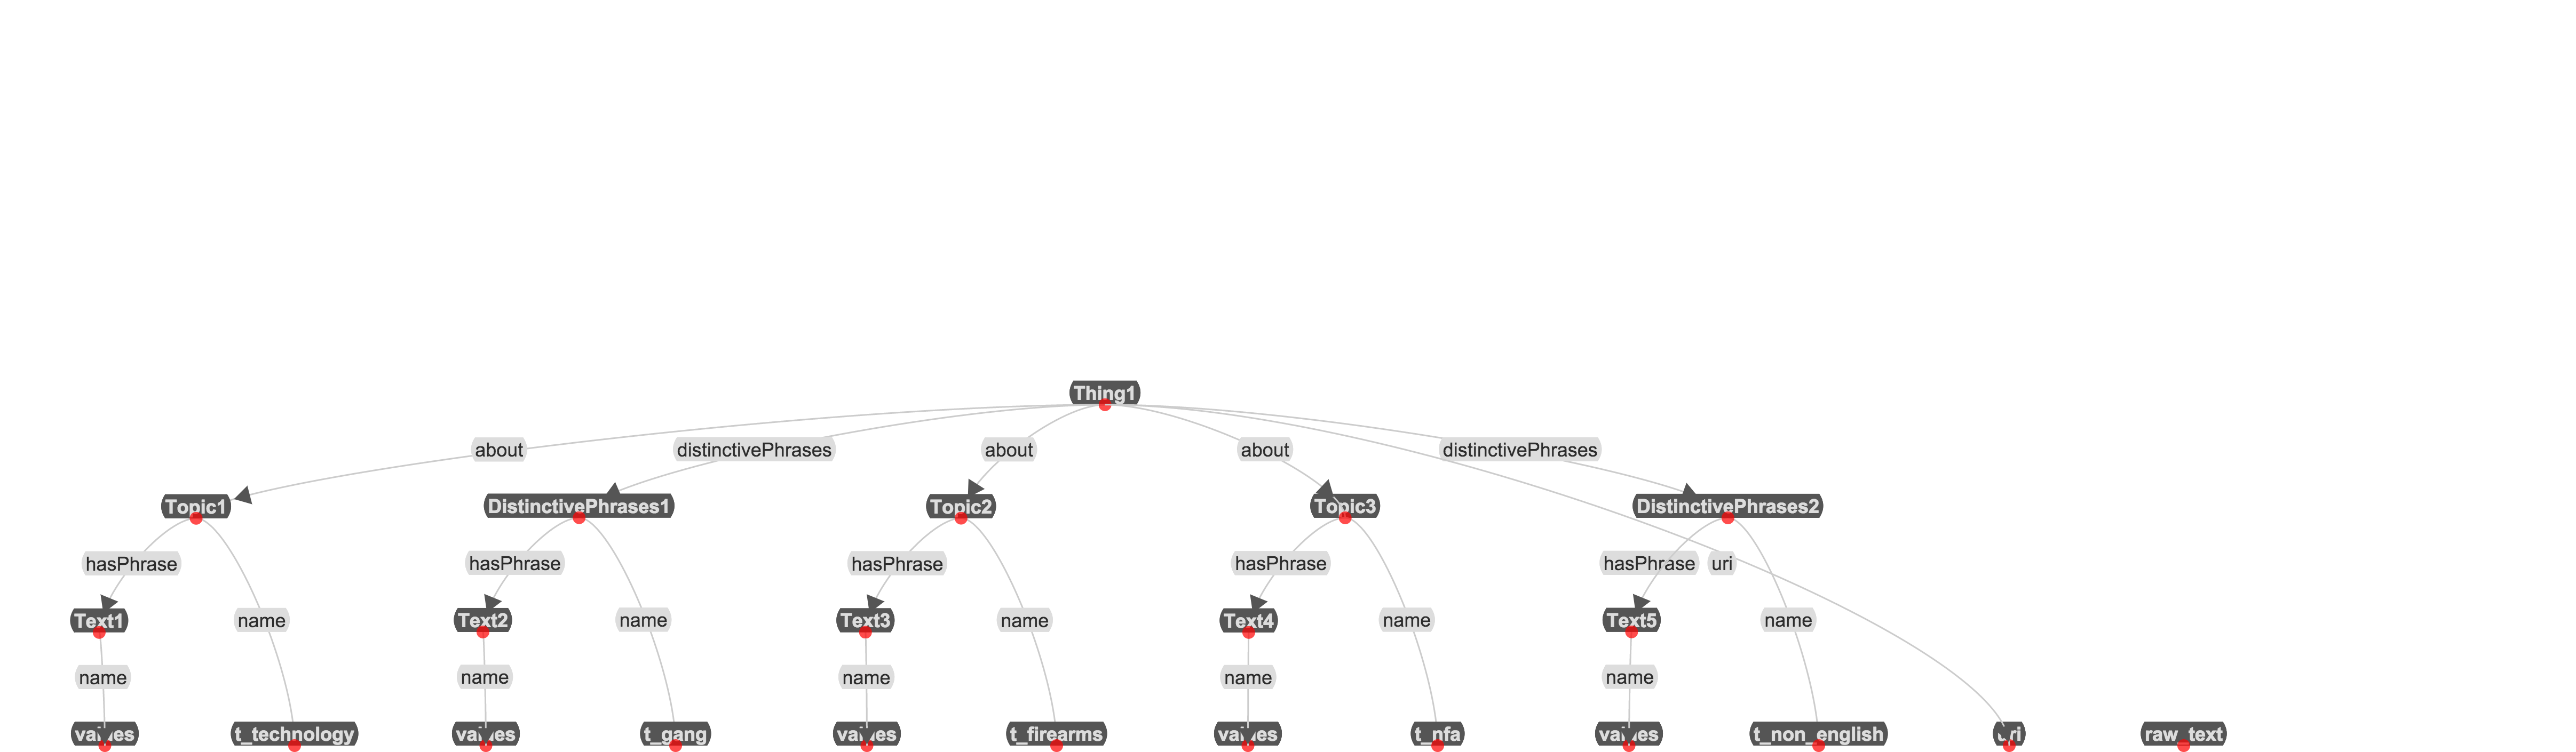 Thing1
about distinctivePhrases about about distinctivePhrases
Topic1 DistinctivePhrases1 Topic2 Topic3 DistinctivePhrases2
hasPhrase hasPhrase hasPhrase hasPhrase hasPhrase uri
Text1 name Text2 name Text3 name Text4 name Text5 name
name name name name name
values t_technology values t_gang values t_firearms values t_nfa values t_non_english uri raw_text